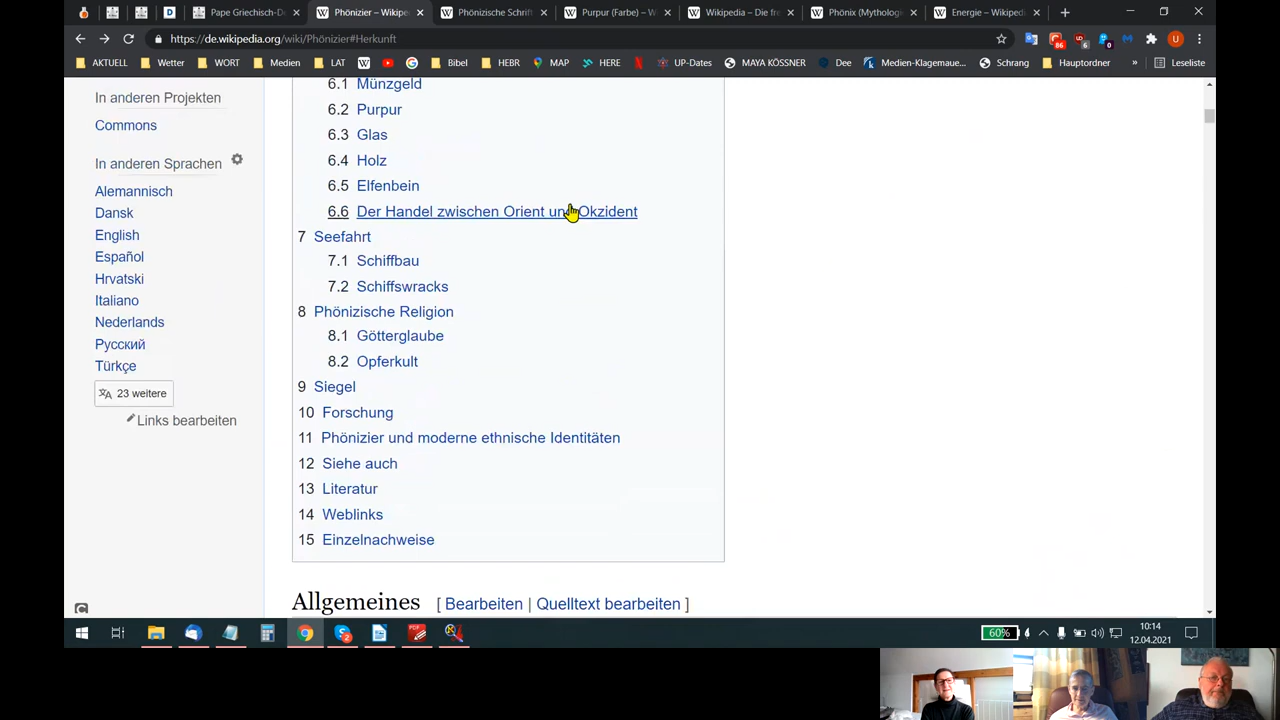 Pape Griechisch-D
Phönizier – Wikipe
Phönizische Schrift
Purpur (Farbe) – W
Wikipedia – Die fre
Phönix (Mytholog
Energie – Wikiped
https://de.wikipedia.org/wiki/Phönizier#Herkunft
86
6
0
U
AKTUELL
Wetter
WORT
Medien
LAT
Bibel
HEBR
MAP
HERE
UP-Dates
MAYA KÖSSNER
Dee
Medien-Klagemaue...
Schrang
Hauptordner
»
Leseliste
In anderen Projekten
Commons
In anderen Sprachen
Alemannisch
Dansk
English
Español
Hrvatski
Italiano
Nederlands
Русский
Türkçe
23 weitere
Links bearbeiten
6.1 Münzgeld
6.2 Purpur
6.3 Glas
6.4 Holz
6.5 Elfenbein
6.6 Der Handel zwischen Orient und Okzident
7 Seefahrt
7.1 Schiffbau
7.2 Schiffswracks
8 Phönizische Religion
8.1 Götterglaube
8.2 Opferkult
9 Siegel
10 Forschung
11 Phönizier und moderne ethnische Identitäten
12 Siehe auch
13 Literatur
14 Weblinks
15 Einzelnachweise
Allgemeines [ Bearbeiten | Quelltext bearbeiten ]
60%
10:14
12.04.2021